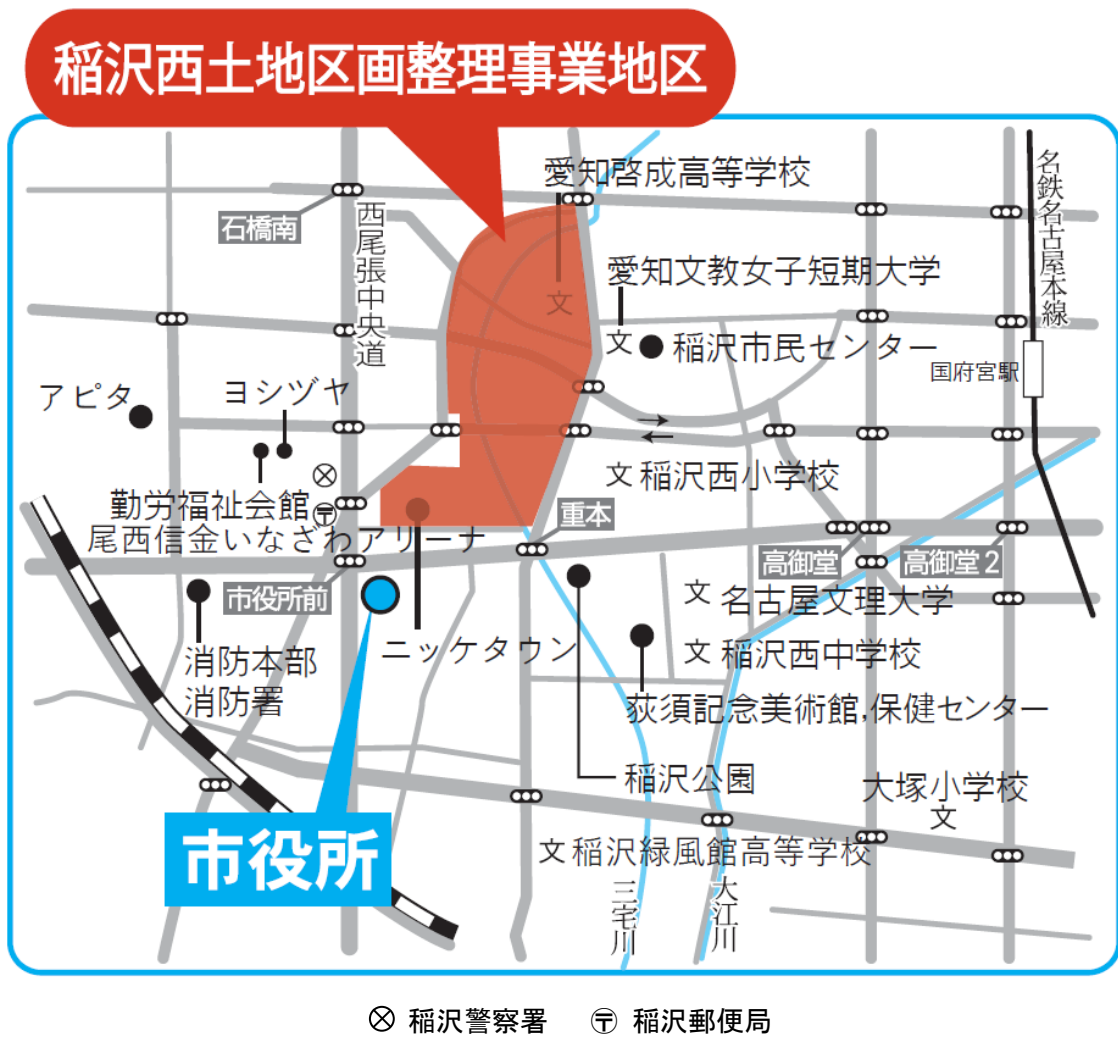 稲沢西土地区画整理事業地区
愛知啓成高等学校
名鉄名古屋本線
石橋南
西尾張中央道
愛知文教女子短期大学
文
文
稲沢市民センター
国府宮駅
アピタ
ヨシヅヤ
文 稲沢西小学校
勤労福祉会館
〒
重本
尾西信金いなざわアリーナ
高御堂
高御堂2
市役所前
文 名古屋文理大学
消防本部
消防署
ニッケタウン
文 稲沢西中学校
荻須記念美術館,保健センター
稲沢公園
大塚小学校
文
市役所
文 稲沢緑風館高等学校
三宅川
大江川
稲沢警察署
〒 稲沢郵便局